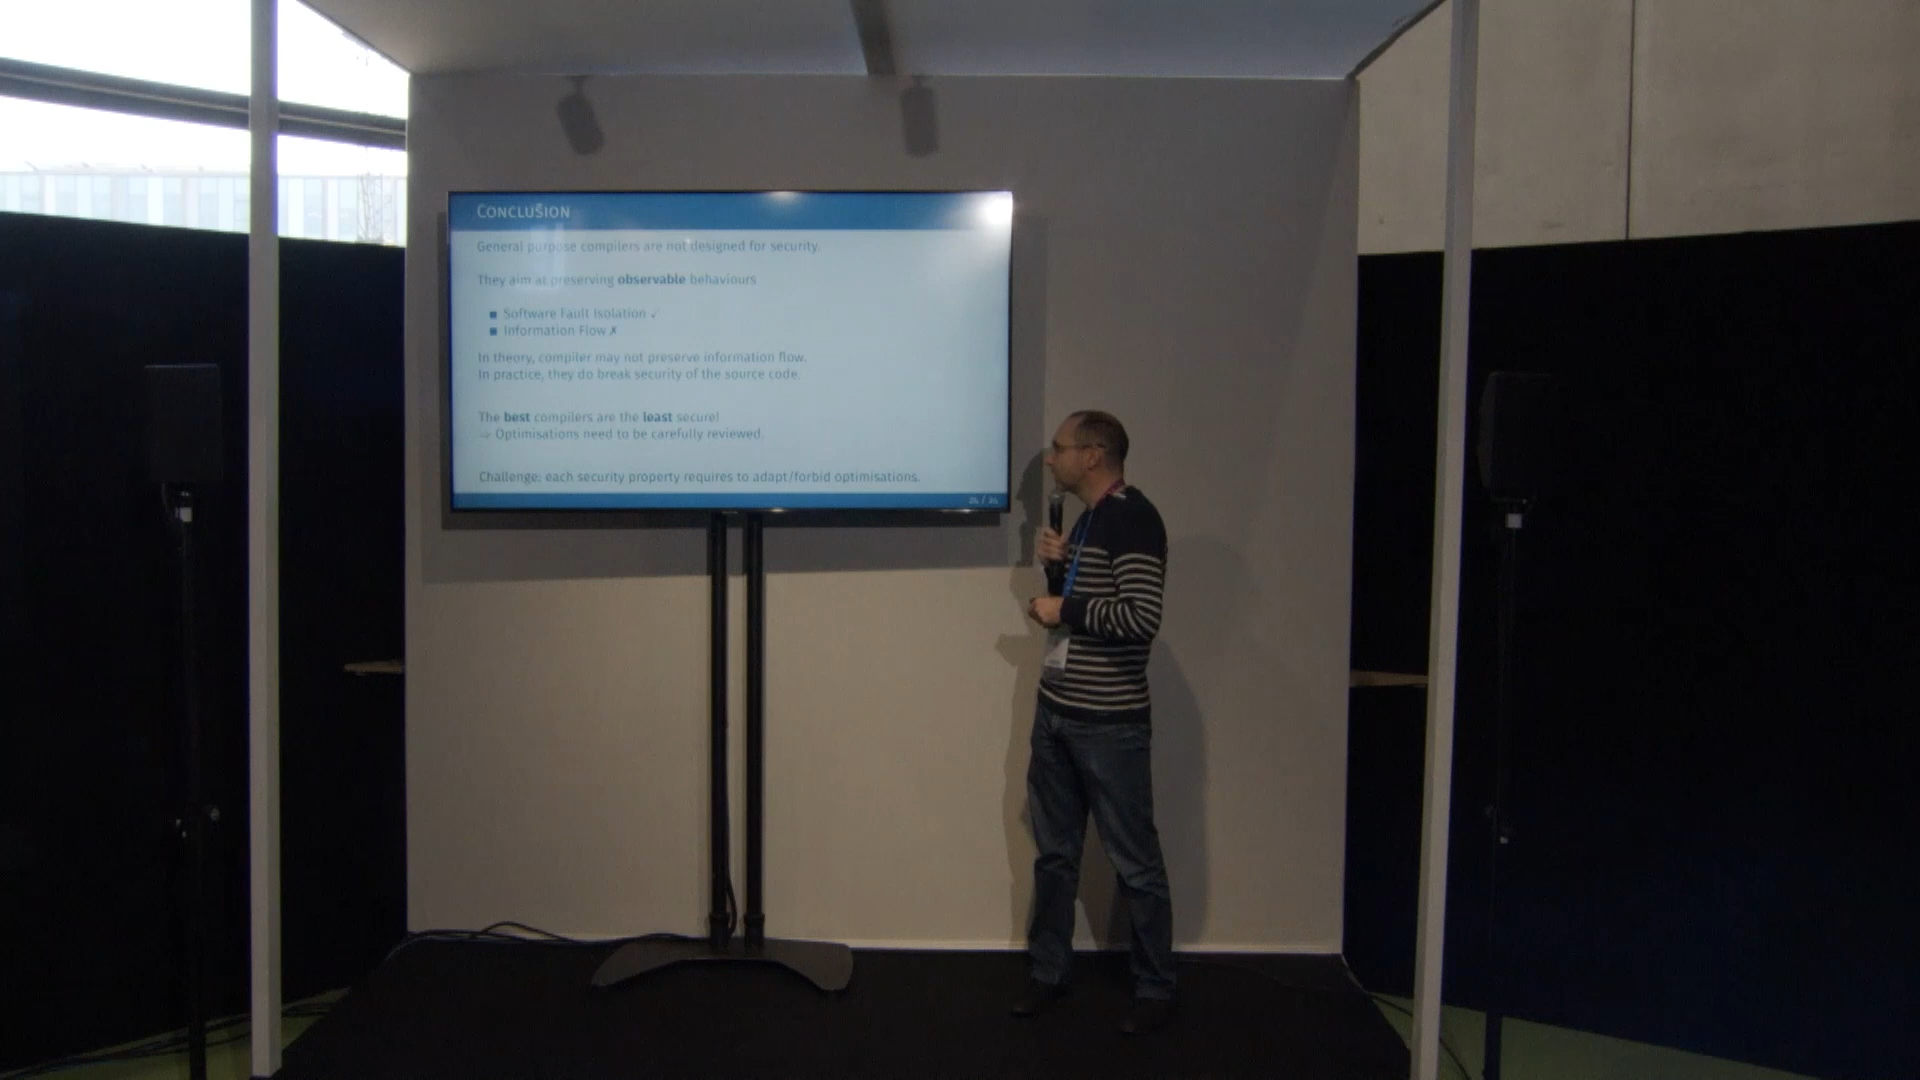 Conclusion
General purpose compilers are not designed for security.
They aim at preserving observable behaviours
■ Software Fault Isolation ✓
■ Information Flow ✗
In theory, compiler may not preserve information flow.
In practice, they do break security of the source code.
The best compilers are the least secure!
⇒ Optimisations need to be carefully reviewed.
Challenge: each security property requires to adapt/forbid optimisations.